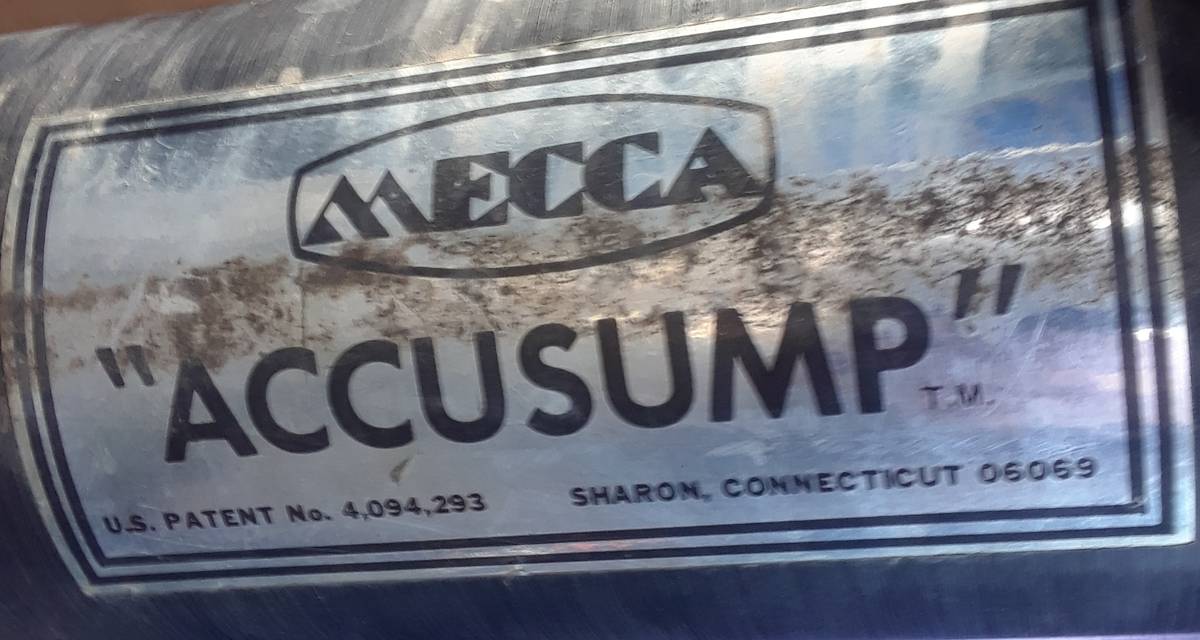 MECCA
"ACCUSUMP" T.M.
U.S. PATENT No. 4,094,293 SHARON, CONNECTICUT 06069